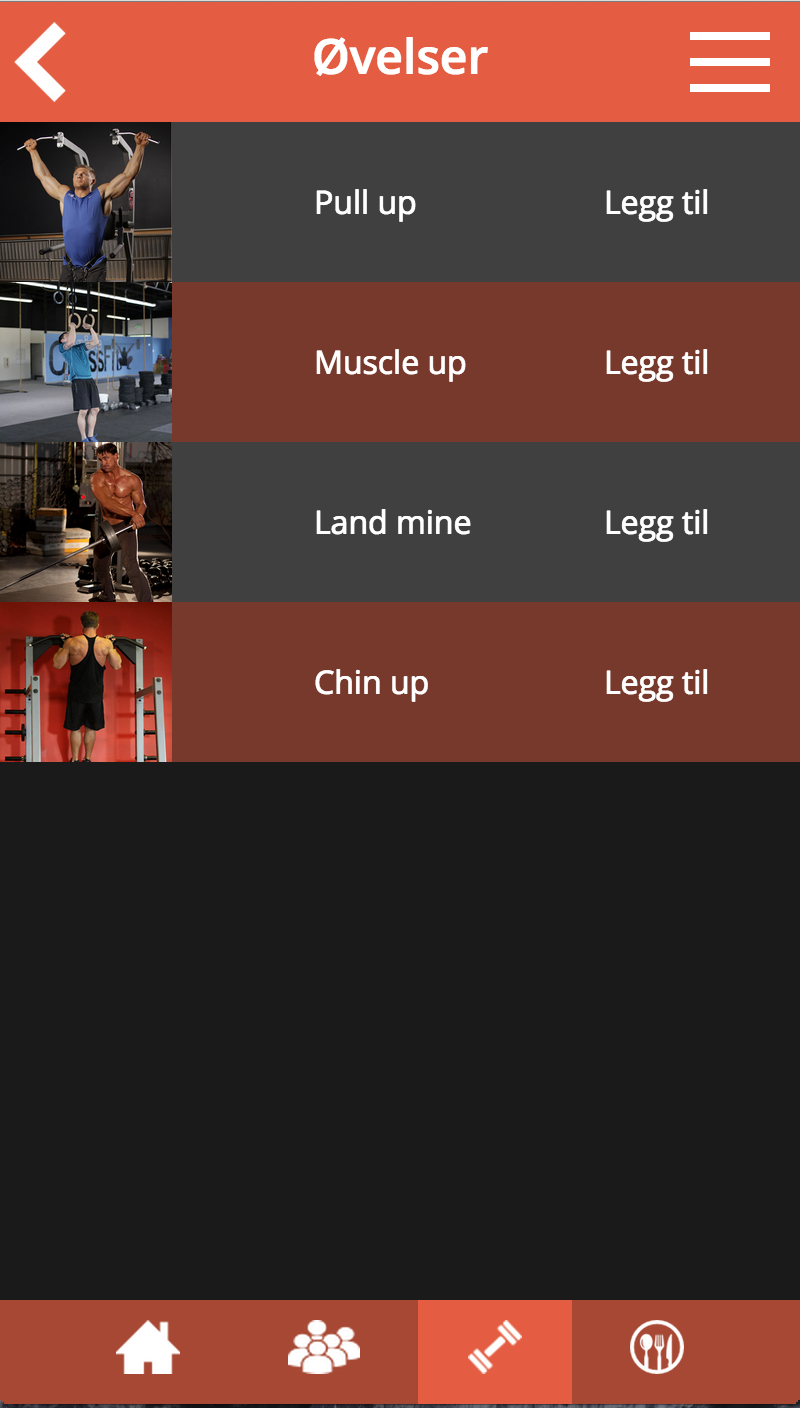 Øvelser
Pull up Legg til
Muscle up Legg til
Land mine Legg til
Chin up Legg til